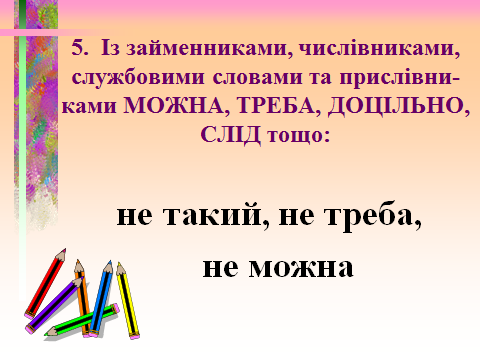 5. Із займенниками, числівниками,
службовими словами та прислівни-
ками МОЖНА, ТРЕБА, ДОЦІЛЬНО,
СЛІД тощо:
не такий, не треба,
не можна